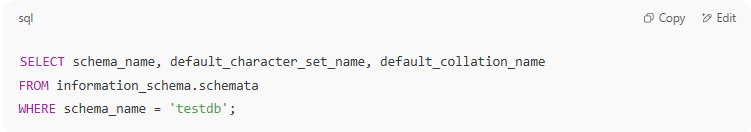 sql
Copy Edit
SELECT schema_name, default_character_set_name, default_collation_name
FROM information_schema.schemata
WHERE schema_name = 'testdb';